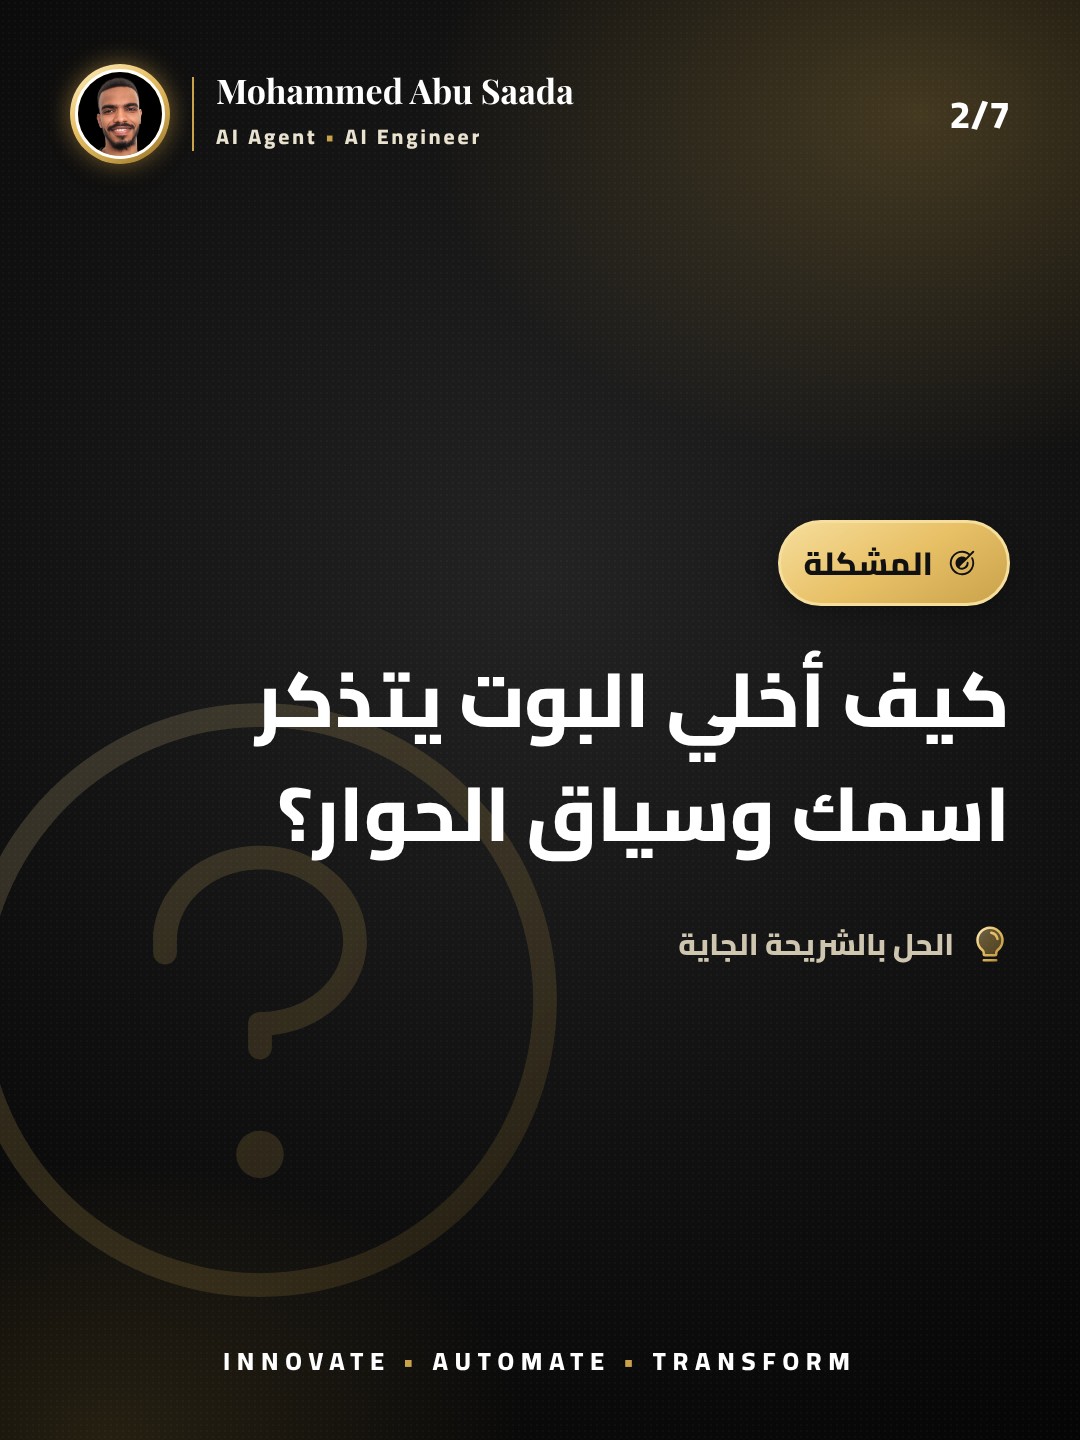 Mohammed Abu Saada
AI Agent ▪ AI Engineer
2/7
المشكلة
كيف أخلي البوت يتذكر
اسمك وسياق الحوار؟
الحل بالشريحة الجاية
INNOVATE ▪ AUTOMATE ▪ TRANSFORM